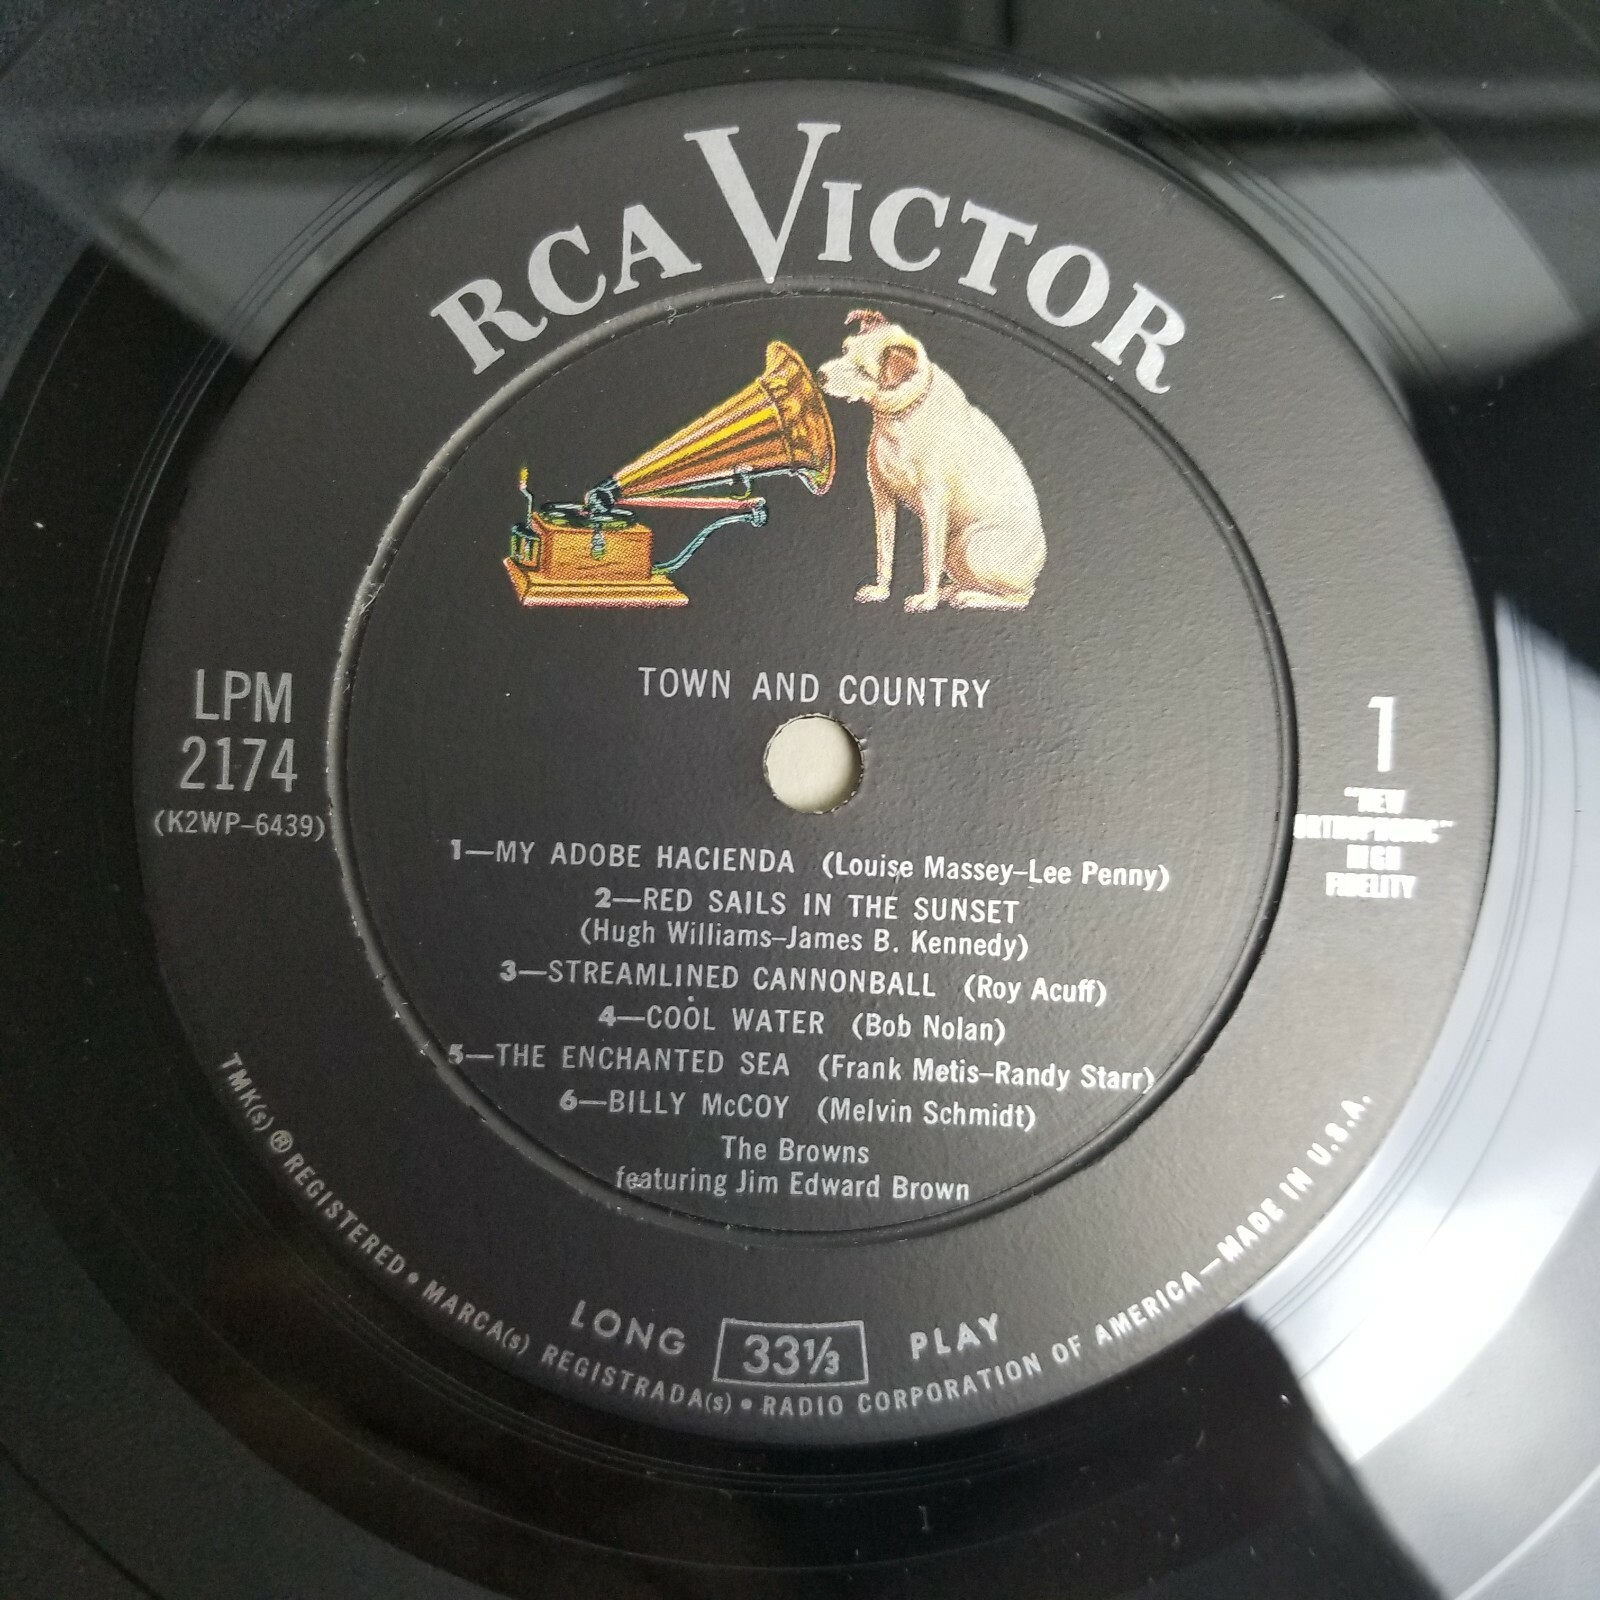 RCA VICTOR
TOWN AND COUNTRY
LPM
2174
(K2WP-6439)
1
"NEW
ORTHOPHONIC"
HIGH
FIDELITY
1—MY ADOBE HACIENDA (Louise Massey–Lee Penny)
2—RED SAILS IN THE SUNSET
(Hugh Williams–James B. Kennedy)
3—STREAMLINED CANNONBALL (Roy Acuff)
4—COOL WATER (Bob Nolan)
5—THE ENCHANTED SEA (Frank Metis–Randy Starr)
6—BILLY McCOY (Melvin Schmidt)
The Browns
featuring Jim Edward Brown
LONG 33⅓ PLAY
TMK(s) ® REGISTERED • MARCA(s) REGISTRADA(s) • RADIO CORPORATION OF AMERICA—MADE IN U.S.A.